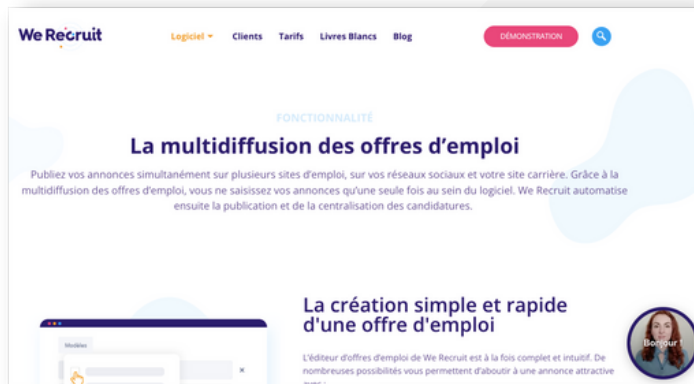 We Recruit
Logiciel Clients Tarifs Livres Blancs Blog
DÉMONSTRATION
FONCTIONNALITÉ
La multidiffusion des offres d'emploi
Publiez vos annonces simultanément sur plusieurs sites d'emploi, sur vos réseaux sociaux et votre site carrière. Grâce à la
multidiffusion des offres d'emploi, vous ne saisissez vos annonces qu'une seule fois au sein du logiciel. We Recruit automatise
ensuite la publication et de la centralisation des candidatures.
La création simple et rapide
d'une offre d'emploi
Modèles
L'éditeur d'offres d'emploi de We Recruit est à la fois complet et intuitif. De
nombreuses possibilités vous permettent d'aboutir à une annonce attractive
Bonjour !